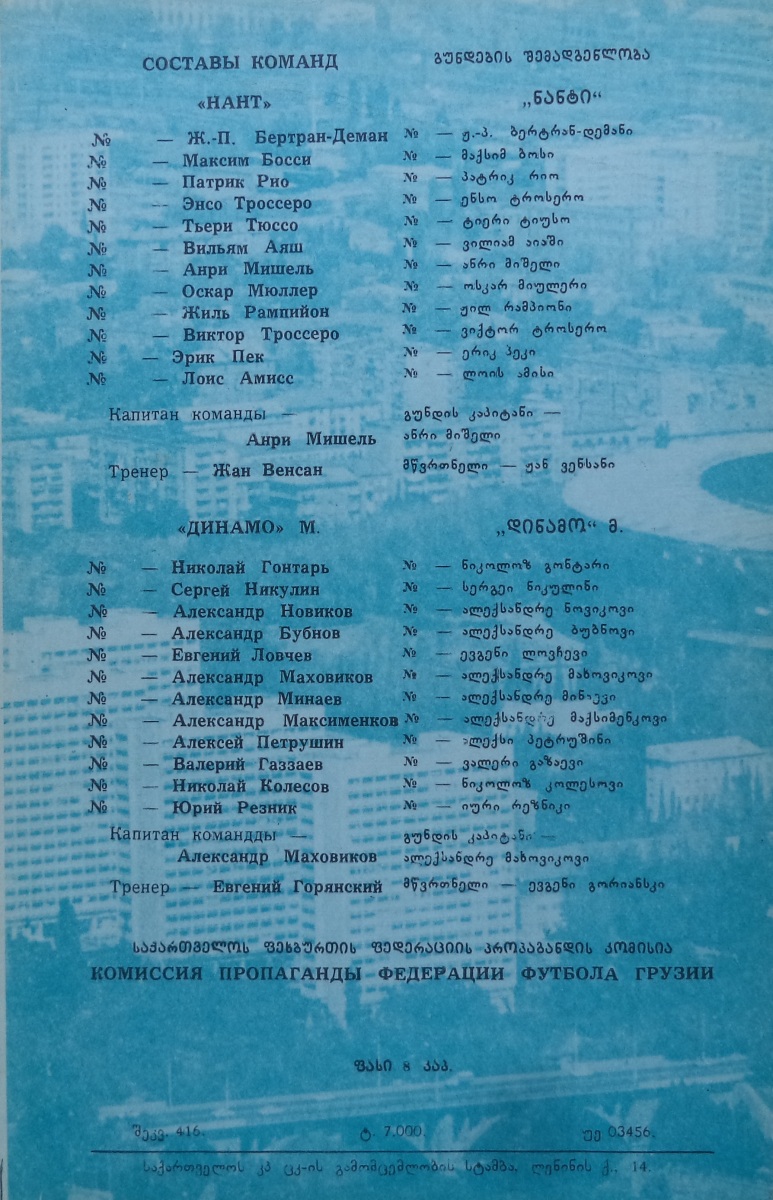 СОСТАВЫ КОМАНД
«НАНТ»
№ — Ж.-П. Бертран-Деман
№ — Максим Босси
№ — Патрик Рио
№ — Энсо Троссеро
№ — Тьери Тюссо
№ — Вильям Аяш
№ — Анри Мишель
№ — Оскар Мюллер
№ — Жиль Рампийон
№ — Виктор Троссеро
№ — Эрик Пек
№ — Лоис Амисс
Капитан команды —
Анри Мишель
Тренер — Жан Венсан
«ДИНАМО» М.
№ — Николай Гонтарь
№ — Сергей Никулин
№ — Александр Новиков
№ — Александр Бубнов
№ — Евгений Ловчев
№ — Александр Маховиков
№ — Александр Минаев
№ — Александр Максименков
№ — Алексей Петрушин
№ — Валерий Газзаев
№ — Николай Колесов
№ — Юрий Резник
Капитан командды —
Александр Маховиков
Тренер — Евгений Горянский
გუნდების შემადგენლობა
„ნანტი“
№ — ჟ.-პ. ბერტრან-დემანი
№ — მაქსიმ ბოსი
№ — პატრიკ რიო
№ — ენსო ტროსერო
№ — ტიერი ტიუსო
№ — ვილიამ აიაში
№ — ანრი მიშელი
№ — ოსკარ მიულერი
№ — ჟილ რამპიონი
№ — ვიქტორ ტროსერო
№ — ერიკ პეკი
№ — ლოის ამისი
გუნდის კაპიტანი —
ანრი მიშელი
მწვრთნელი — ჟან ვენსანი
„დინამო“ მ.
№ — ნიკოლოზ გონტარი
№ — სერგეი ნიკულინი
№ — ალექსანდრე ნოვიკოვი
№ — ალექსანდრე ბუბნოვი
№ — ევგენი ლოვჩევი
№ — ალექსანდრე მახოვიკოვი
№ — ალექსანდრე მინაევი
№ — ალექსანდრე მაქსიმენკოვი
№ — ალექსი პეტრუშინი
№ — ვალერი გაზაევი
№ — ნიკოლოზ კოლესოვი
№ — იური რეზნიკი
გუნდის კაპიტანი —
ალექსანდრე მახოვიკოვი
მწვრთნელი — ევგენი გორიანსკი
საქართველოს ფეხბურთის ფედერაციის პროპაგანდის კომისია
КОМИССИЯ ПРОПАГАНДЫ ФЕДЕРАЦИИ ФУТБОЛА ГРУЗИИ
ფასი 8 კაპ.
შეკვ. 416. ტ. 7.000. უე 03456.
საქართველოს კპ ცკ-ის გამომცემლობის სტამბა, ლენინის ქ., 14.